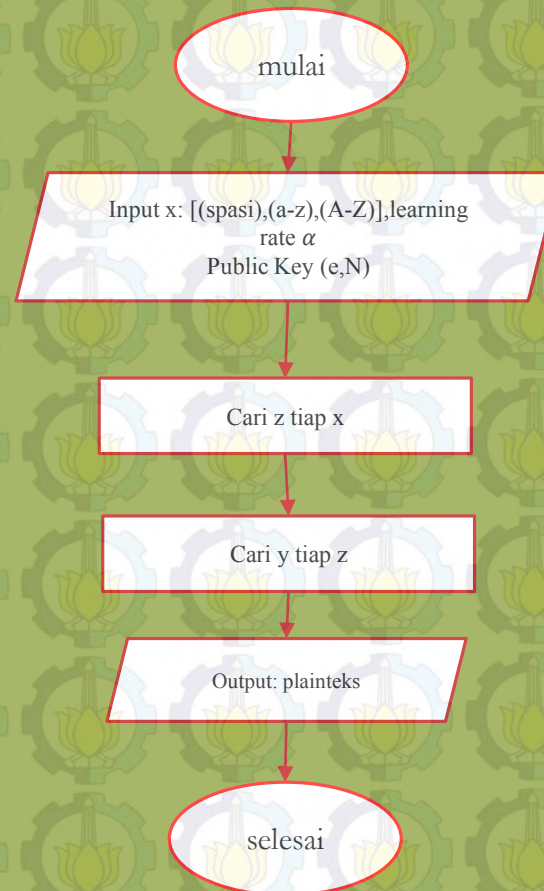 mulai
Input x: [(spasi),(a-z),(A-Z)],learning
rate α
Public Key (e,N)
Cari z tiap x
Cari y tiap z
Output: plainteks
selesai